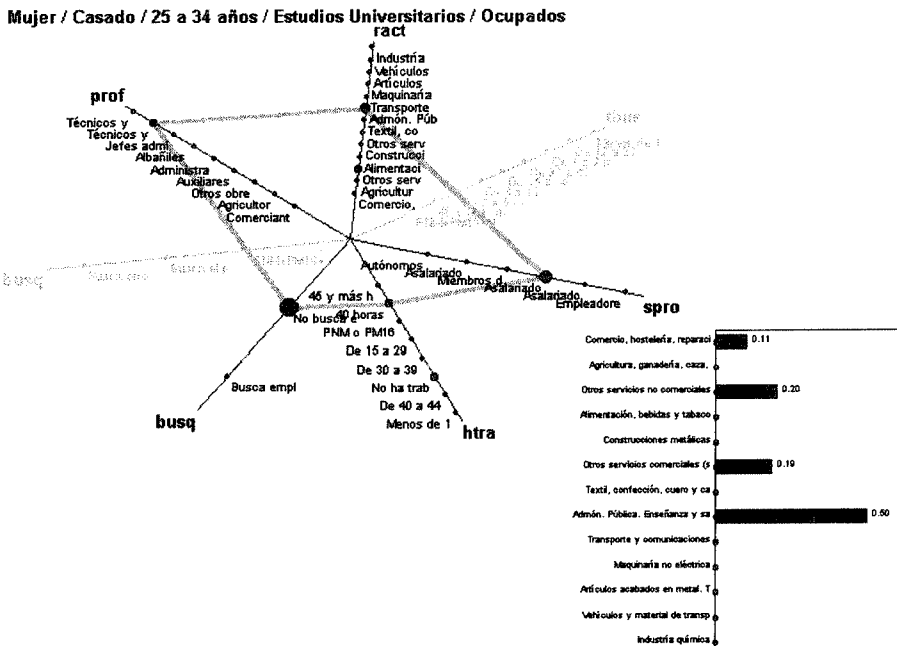 Mujer / Casado / 25 a 34 años / Estudios Universitarios / Ocupados
ract
Industria
Vehículos
Artículos
Maquinaria
Transporte
Admón. Púb
Textil, co
Otros serv
Construcci
Alimentaci
Otros serv
Agricultur
Comercio,
prof
Técnicos y
Técnicos y
Jefes admi
Albañiles
Administra
Auxiliares
Otros obre
Agricultor
Comerciant
busq
Autónomos
Asalariado
Miembros d
Asalariado
Asalariado
Empleadore
spro
No busca e
Busca empl
busq
45 y más h
40 horas
PNM o PM16
De 15 a 29
De 30 a 39
No ha trab
De 40 a 44
Menos de 1
htra
Comercio, hostelería, reparaci 0.11
Agricultura, ganadería, caza,
Otros servicios no comerciales 0.20
Alimentación, bebidas y tabaco
Construcciones metálicas
Otros servicios comerciales (s 0.19
Textil, confección, cuero y ca
Admón. Pública. Enseñanza y sa 0.50
Transporte y comunicaciones
Maquinaria no eléctrica
Artículos acabados en metal. T
Vehículos y material de transp
Industria química